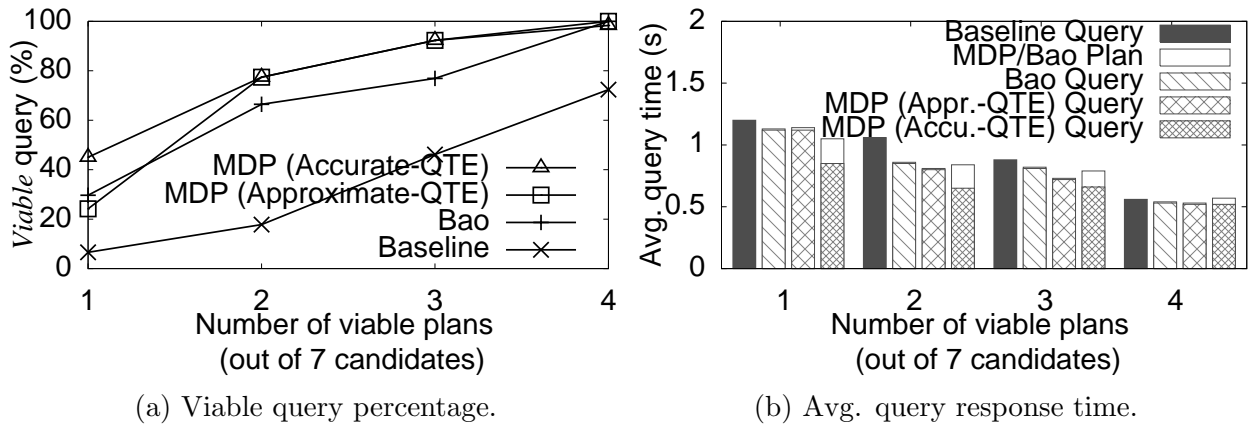 100
80
60
40
20
0
Viable query (%)
MDP (Accurate-QTE)
MDP (Approximate-QTE)
Bao
Baseline
1 2 3 4
Number of viable plans
(out of 7 candidates)
(a) Viable query percentage.
2
1.5
1
0.5
0
Avg. query time (s)
Baseline Query
MDP/Bao Plan
Bao Query
MDP (Appr.-QTE) Query
MDP (Accu.-QTE) Query
1 2 3 4
Number of viable plans
(out of 7 candidates)
(b) Avg. query response time.